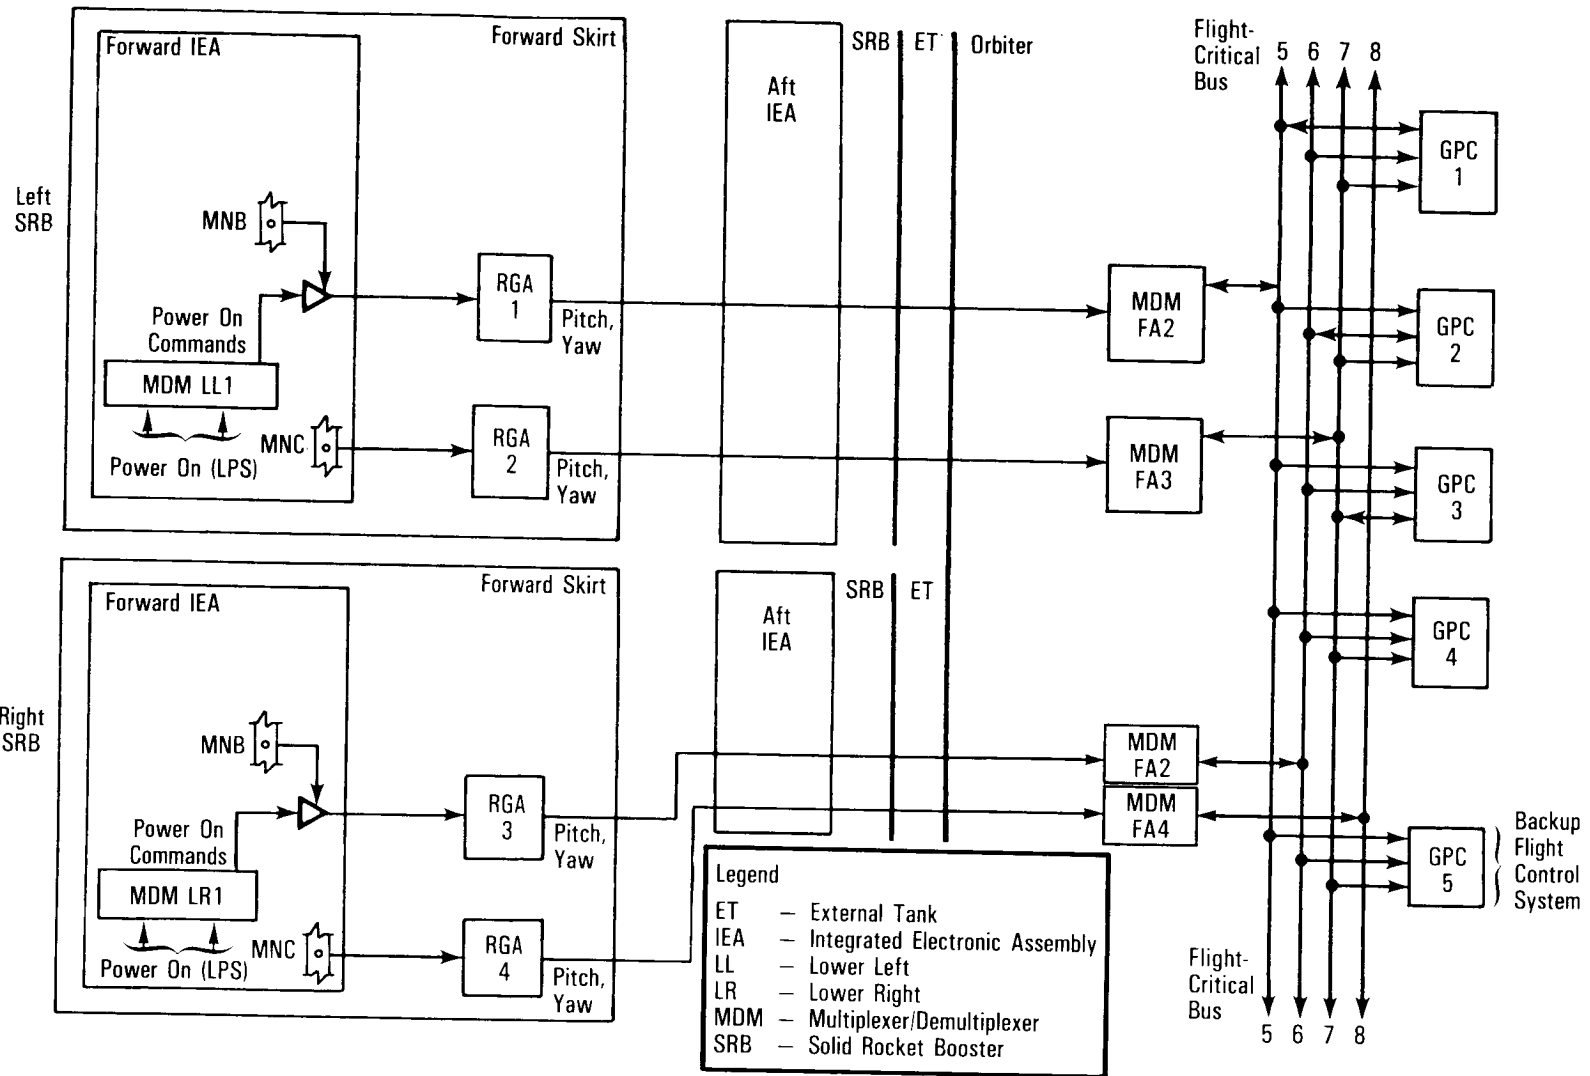 Forward IEA
Forward Skirt
Left
SRB
MNB
Power On
Commands
MDM LL1
Power On (LPS)
MNC
RGA
1
Pitch,
Yaw
RGA
2
Pitch,
Yaw
Aft
IEA
SRB
ET
Orbiter
MDM
FA2
MDM
FA3
Flight-
Critical
Bus
5 6 7 8
GPC
1
GPC
2
GPC
3
GPC
4
Forward IEA
Forward Skirt
Right
SRB
MNB
Power On
Commands
MDM LR1
Power On (LPS)
MNC
RGA
3
Pitch,
Yaw
RGA
4
Pitch,
Yaw
Aft
IEA
SRB
ET
MDM
FA2
MDM
FA4
GPC
5
Backup
Flight
Control
System
Flight-
Critical
Bus
5 6 7 8
Legend
ET – External Tank
IEA – Integrated Electronic Assembly
LL – Lower Left
LR – Lower Right
MDM – Multiplexer/Demultiplexer
SRB – Solid Rocket Booster